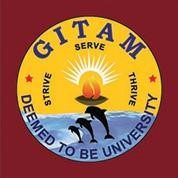 GITAM
STRIVE
SERVE
THRIVE
DEEMED TO BE UNIVERSITY